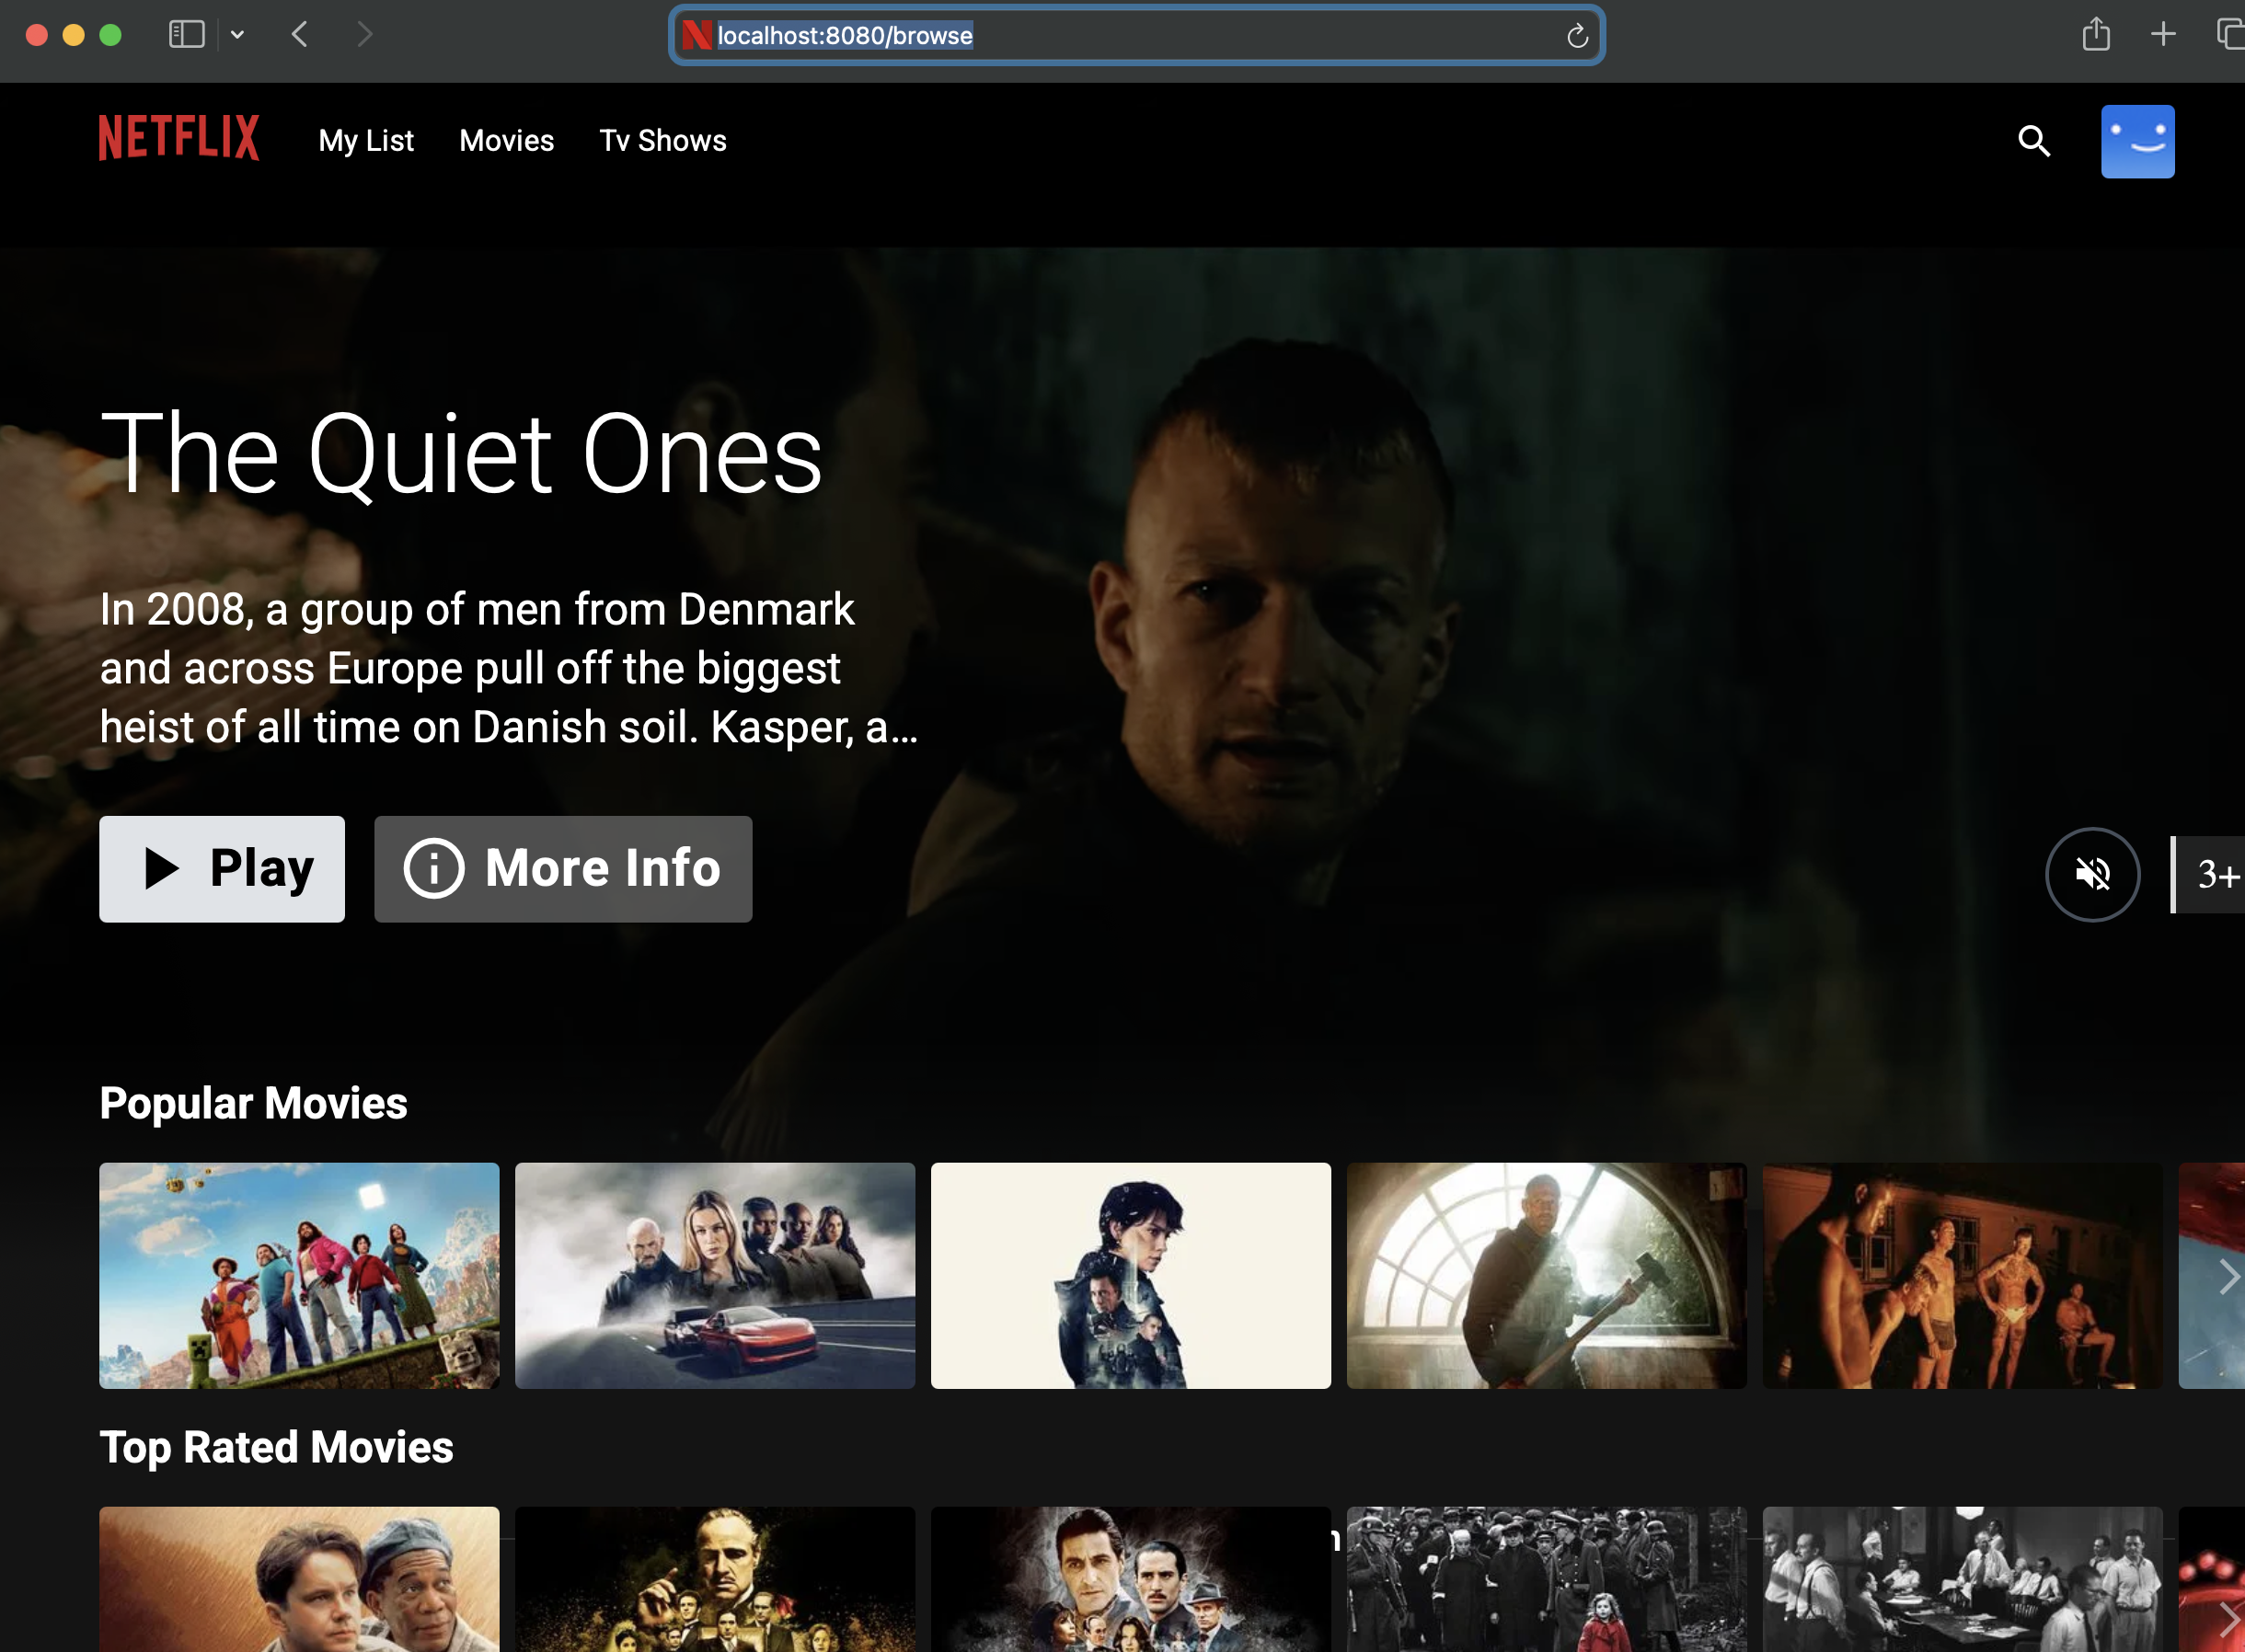 localhost:8080/browse
NETFLIX
My List
Movies
Tv Shows
The Quiet Ones
In 2008, a group of men from Denmark
and across Europe pull off the biggest
heist of all time on Danish soil. Kasper, a...
Play
More Info
3+
Popular Movies
Top Rated Movies